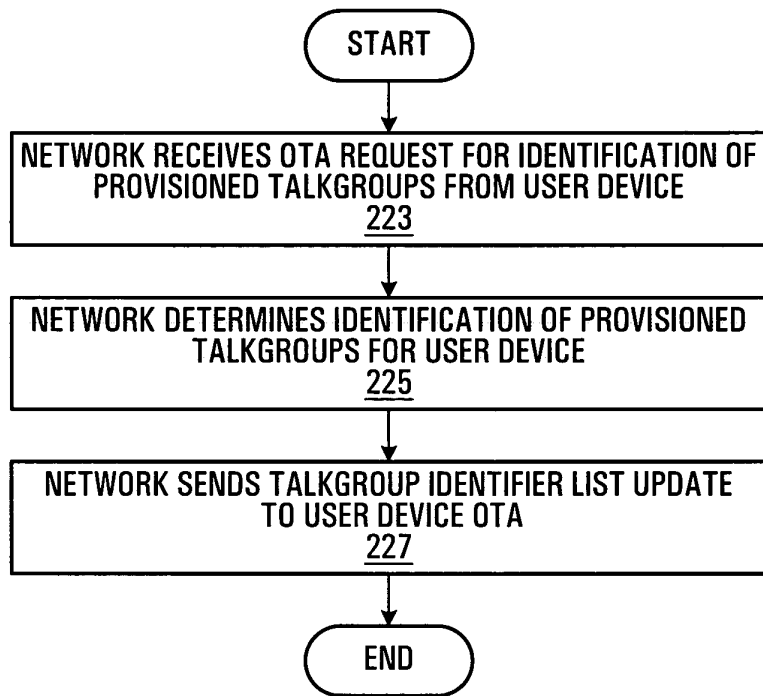 START
NETWORK RECEIVES OTA REQUEST FOR IDENTIFICATION OF
PROVISIONED TALKGROUPS FROM USER DEVICE
223
NETWORK DETERMINES IDENTIFICATION OF PROVISIONED
TALKGROUPS FOR USER DEVICE
225
NETWORK SENDS TALKGROUP IDENTIFIER LIST UPDATE
TO USER DEVICE OTA
227
END